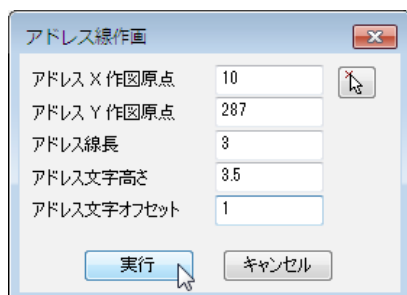 アドレス線作画
アドレス X 作図原点 10
アドレス Y 作図原点 287
アドレス線長 3
アドレス文字高さ 3.5
アドレス文字オフセット 1
実行 キャンセル